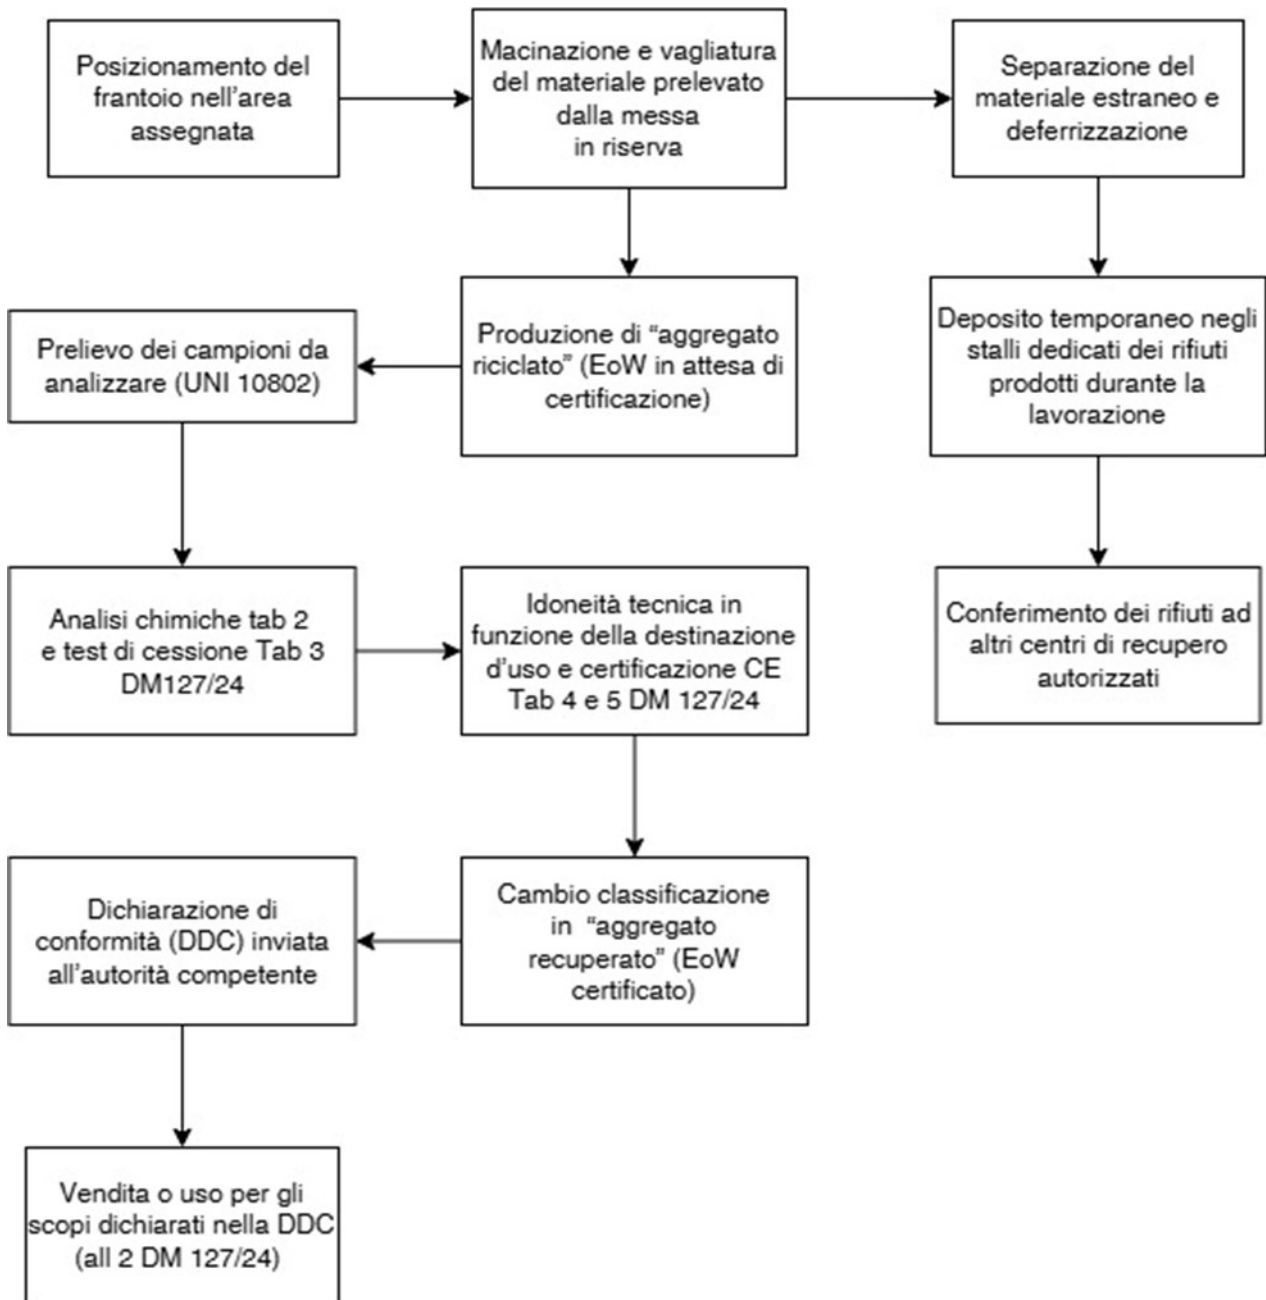 Posizionamento del
frantoio nell'area
assegnata
Macinazione e vagliatura
del materiale prelevato
dalla messa
in riserva
Separazione del
materiale estraneo e
deferrizzazione
Produzione di “aggregato
riciclato” (EoW in attesa di
certificazione)
Prelievo dei campioni da
analizzare (UNI 10802)
Deposito temporaneo negli
stalli dedicati dei rifiuti
prodotti durante la
lavorazione
Analisi chimiche tab 2
e test di cessione Tab 3
DM127/24
Idoneità tecnica in
funzione della destinazione
d'uso e certificazione CE
Tab 4 e 5 DM 127/24
Conferimento dei rifiuti ad
altri centri di recupero
autorizzati
Cambio classificazione
in “aggregato
recuperato” (EoW
certificato)
Dichiarazione di
conformità (DDC) inviata
all'autorità competente
Vendita o uso per gli
scopi dichiarati nella DDC
(all 2 DM 127/24)